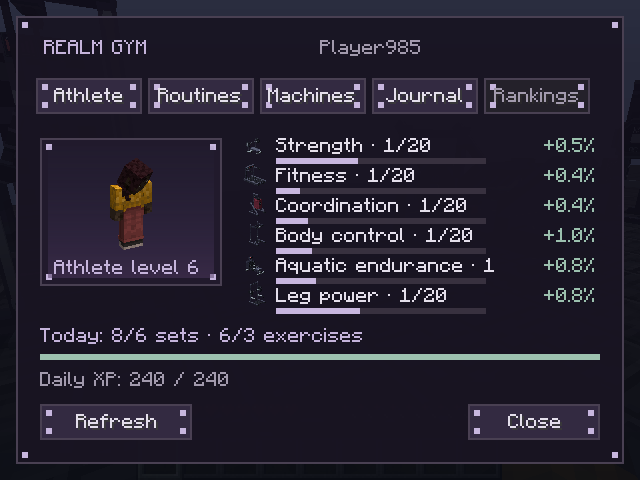 REALM GYM
Player985
Athlete
Routines
Machines
Journal
Rankings
Strength · 1/20
+0.5%
Fitness · 1/20
+0.4%
Coordination · 1/20
+0.4%
Body control · 1/20
+1.0%
Aquatic endurance · 1
+0.8%
Leg power · 1/20
+0.8%
Athlete level 6
Today: 8/6 sets · 6/3 exercises
Daily XP: 240 / 240
Refresh
Close